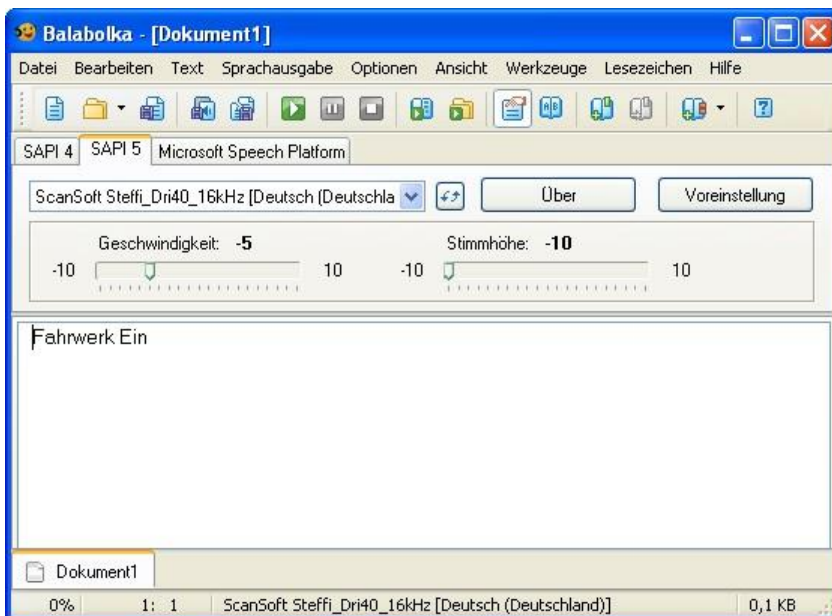 Balabolka - [Dokument1]
Datei Bearbeiten Text Sprachausgabe Optionen Ansicht Werkzeuge Lesezeichen Hilfe
SAPI 4 SAPI 5 Microsoft Speech Platform
ScanSoft Steffi_Dri40_16kHz [Deutsch (Deutschla Über Voreinstellung
Geschwindigkeit: -5 Stimmhöhe: -10
-10 10 -10 10
Fahrwerk Ein
Dokument1
0% 1: 1 ScanSoft Steffi_Dri40_16kHz [Deutsch (Deutschland)] 0,1 KB